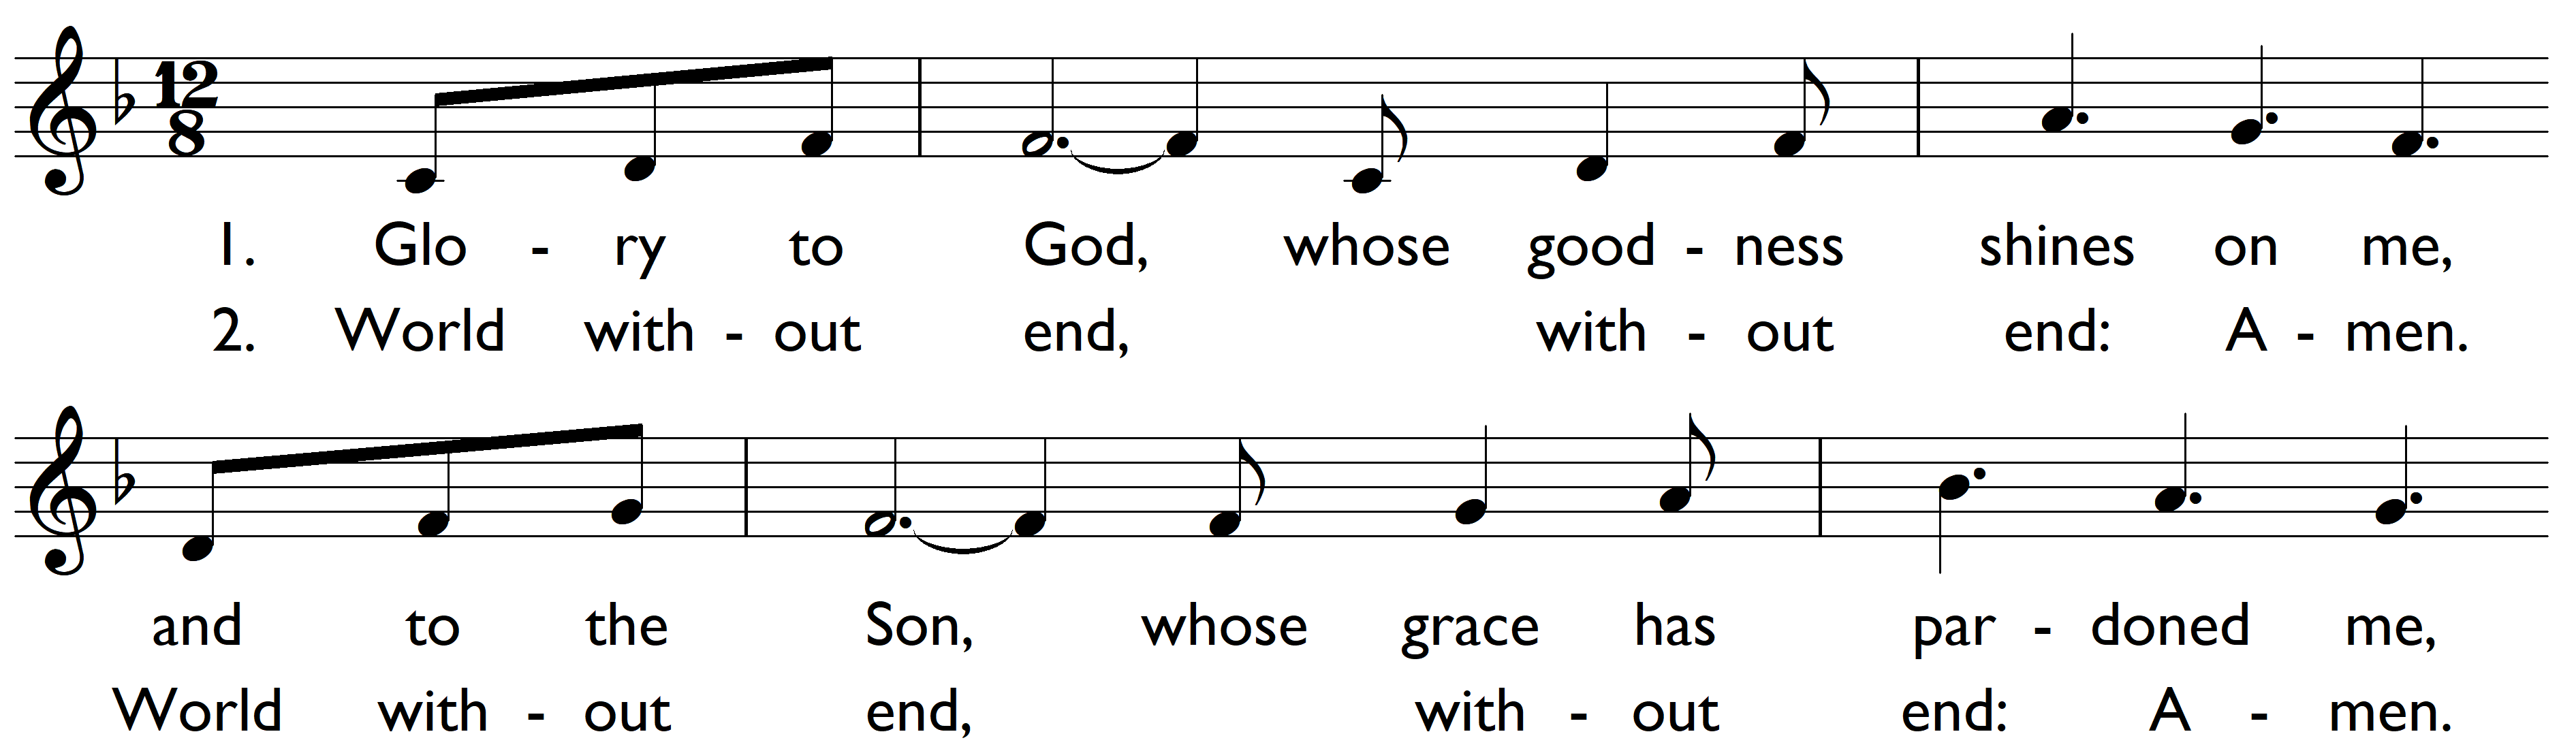 12
8
1. Glo - ry to God, whose good - ness shines on me,
2. World with - out end, with - out end: A - men.
and to the Son, whose grace has par - doned me,
World with - out end, with - out end: A - men.